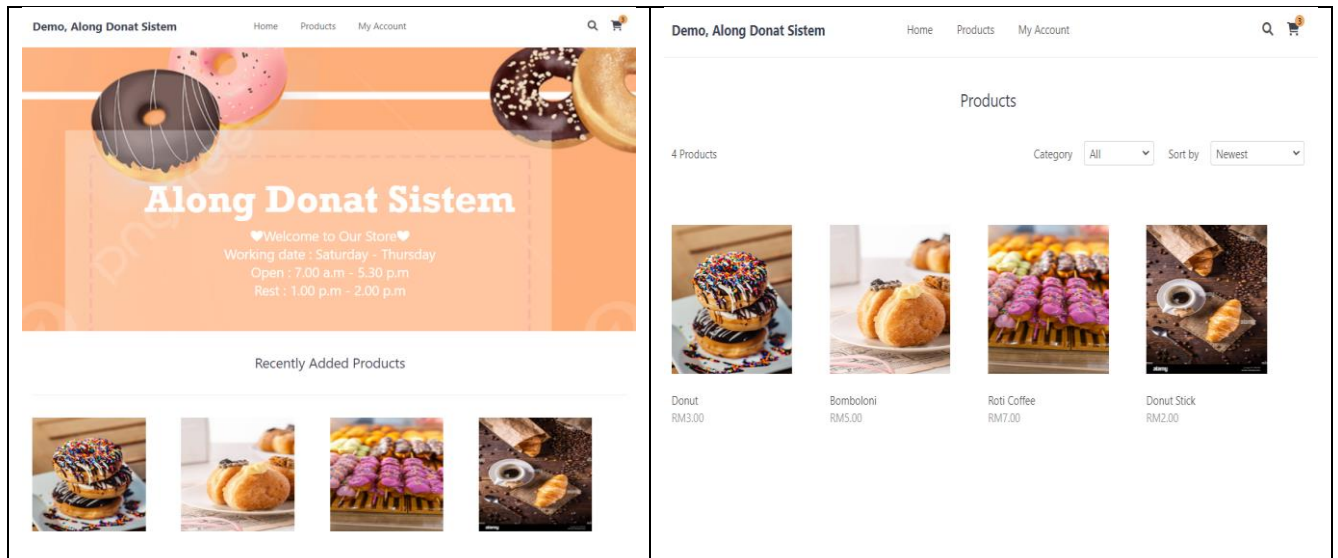 Demo, Along Donat Sistem Home Products My Account 3
Along Donat Sistem
Welcome to Our Store
Working date : Saturday - Thursday
Open : 7.00 a.m - 5.30 p.m
Rest : 1.00 p.m - 2.00 p.m
Recently Added Products
Demo, Along Donat Sistem Home Products My Account 3
Products
4 Products Category All Sort by Newest
alamy
Donut Bomboloni Roti Coffee Donut Stick
RM3.00 RM5.00 RM7.00 RM2.00